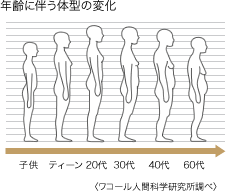 年齢に伴う体型の変化
子供 ティーン 20代 30代 40代 60代
〈ワコール人間科学研究所調べ〉